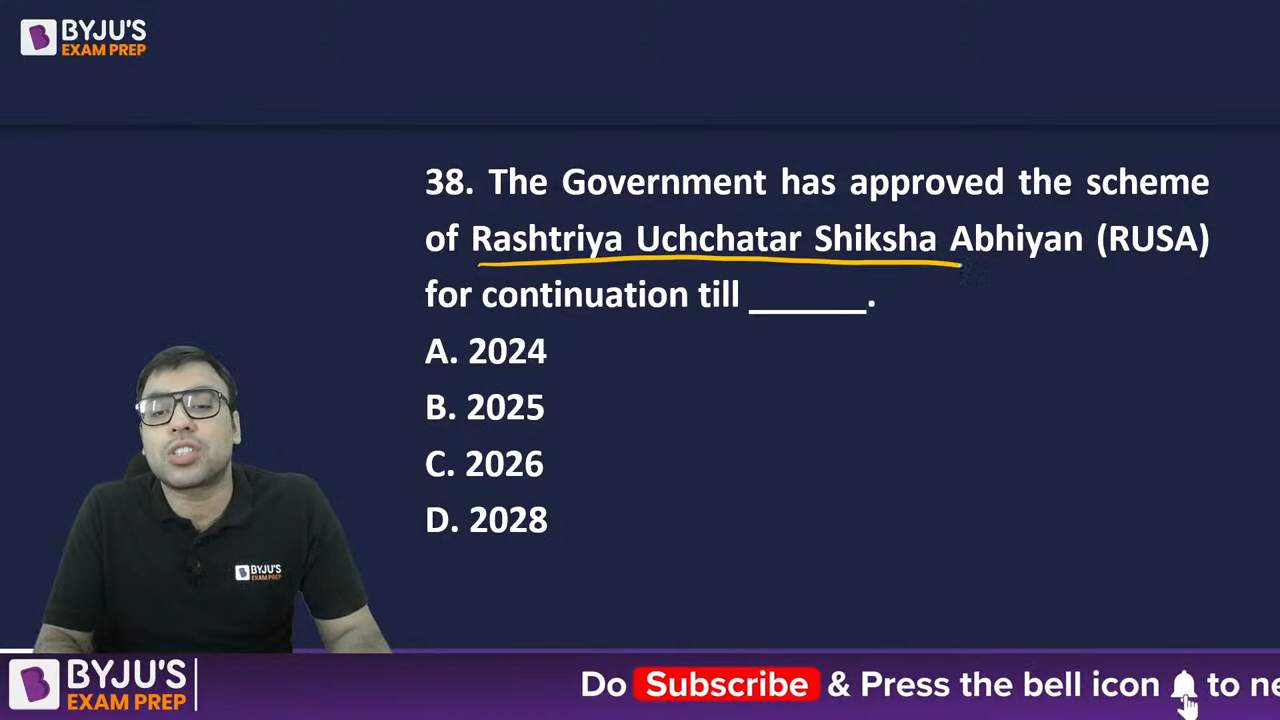 BYJU'S
EXAM PREP
38. The Government has approved the scheme
of Rashtriya Uchchatar Shiksha Abhiyan (RUSA)
for continuation till ______.
A. 2024
B. 2025
C. 2026
D. 2028
BYJU'S
EXAM PREP
BYJU'S
EXAM PREP
Do Subscribe & Press the bell icon to ne